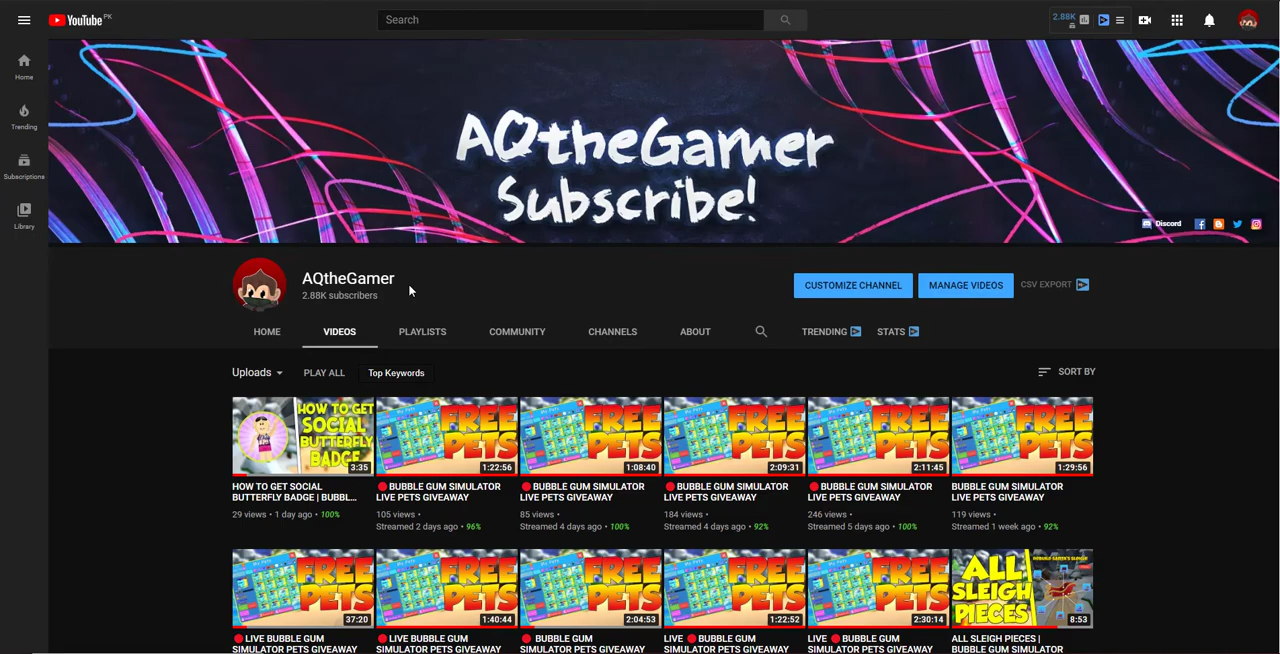 YouTube PK
Search
2.88K
Home
Trending
Subscriptions
Library
AQtheGamer
Subscribe!
Discord
AQtheGamer
2.88K subscribers
CUSTOMIZE CHANNEL
MANAGE VIDEOS
CSV EXPORT
HOME
VIDEOS
PLAYLISTS
COMMUNITY
CHANNELS
ABOUT
TRENDING
STATS
Uploads
PLAY ALL
Top Keywords
SORT BY
HOW TO GET
SOCIAL
BUTTERFLY
BADGE
3:35
FREE
PETS
1:22:56
FREE
PETS
1:08:40
FREE
PETS
2:09:31
FREE
PETS
2:11:45
FREE
PETS
1:29:56
HOW TO GET SOCIAL
BUTTERFLY BADGE | BUBBL...
29 views • 1 day ago • 100%
BUBBLE GUM SIMULATOR
LIVE PETS GIVEAWAY
105 views •
Streamed 2 days ago • 96%
BUBBLE GUM SIMULATOR
LIVE PETS GIVEAWAY
85 views •
Streamed 4 days ago • 100%
BUBBLE GUM SIMULATOR
LIVE PETS GIVEAWAY
184 views •
Streamed 4 days ago • 92%
BUBBLE GUM SIMULATOR
LIVE PETS GIVEAWAY
246 views •
Streamed 5 days ago • 100%
BUBBLE GUM SIMULATOR
LIVE PETS GIVEAWAY
119 views •
Streamed 1 week ago • 92%
FREE
PETS
37:20
FREE
PETS
1:40:44
FREE
PETS
2:04:53
FREE
PETS
1:22:52
FREE
PETS
2:30:14
ALL
SLEIGH
PIECES
8:53
LIVE BUBBLE GUM
SIMULATOR PETS GIVEAWAY
LIVE BUBBLE GUM
SIMULATOR PETS GIVEAWAY
BUBBLE GUM
SIMULATOR LIVE PETS
LIVE BUBBLE GUM
SIMULATOR PETS GIVEAWAY
LIVE BUBBLE GUM
SIMULATOR PETS GIVEAWAY
ALL SLEIGH PIECES |
BUBBLE GUM SIMULATOR